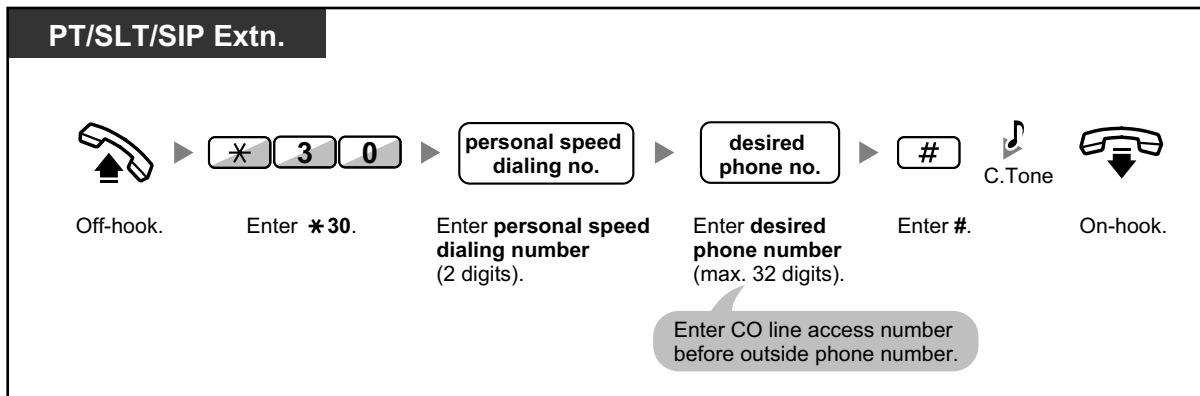 PT/SLT/SIP Extn.
* 3 0
personal speed
dialing no.
desired
phone no.
#
C.Tone
Off-hook.
Enter *30.
Enter personal speed
dialing number
(2 digits).
Enter desired
phone number
(max. 32 digits).
Enter #.
On-hook.
Enter CO line access number
before outside phone number.